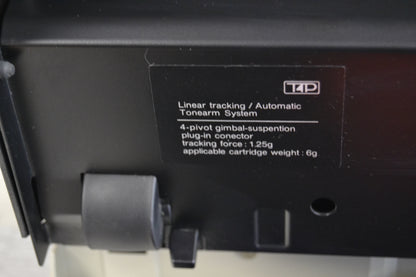 T4P
Linear tracking / Automatic
Tonearm System
4-pivot gimbal-suspention
plug-in conector
tracking force : 1.25g
applicable cartridge weight : 6g